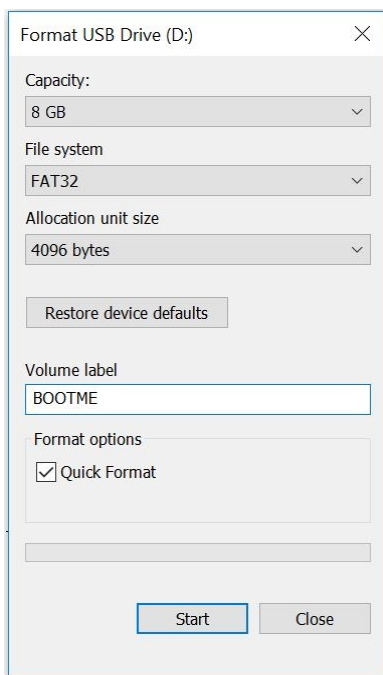 Format USB Drive (D:)
Capacity:
8 GB
File system
FAT32
Allocation unit size
4096 bytes
Restore device defaults
Volume label
BOOTME
Format options
Quick Format
Start
Close